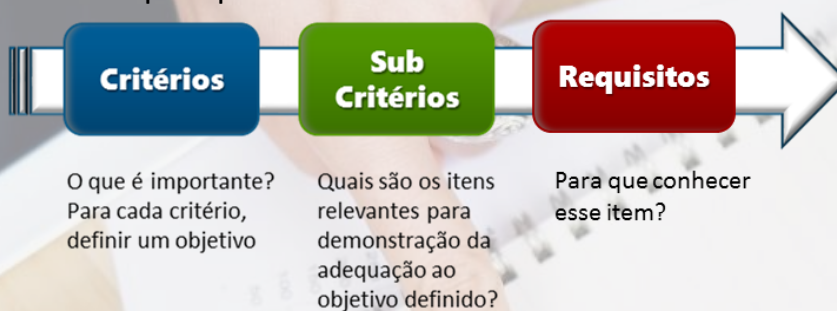 Critérios
Sub
Critérios
Requisitos
O que é importante?
Para cada critério,
definir um objetivo
Quais são os itens
relevantes para
demonstração da
adequação ao
objetivo definido?
Para que conhecer
esse item?